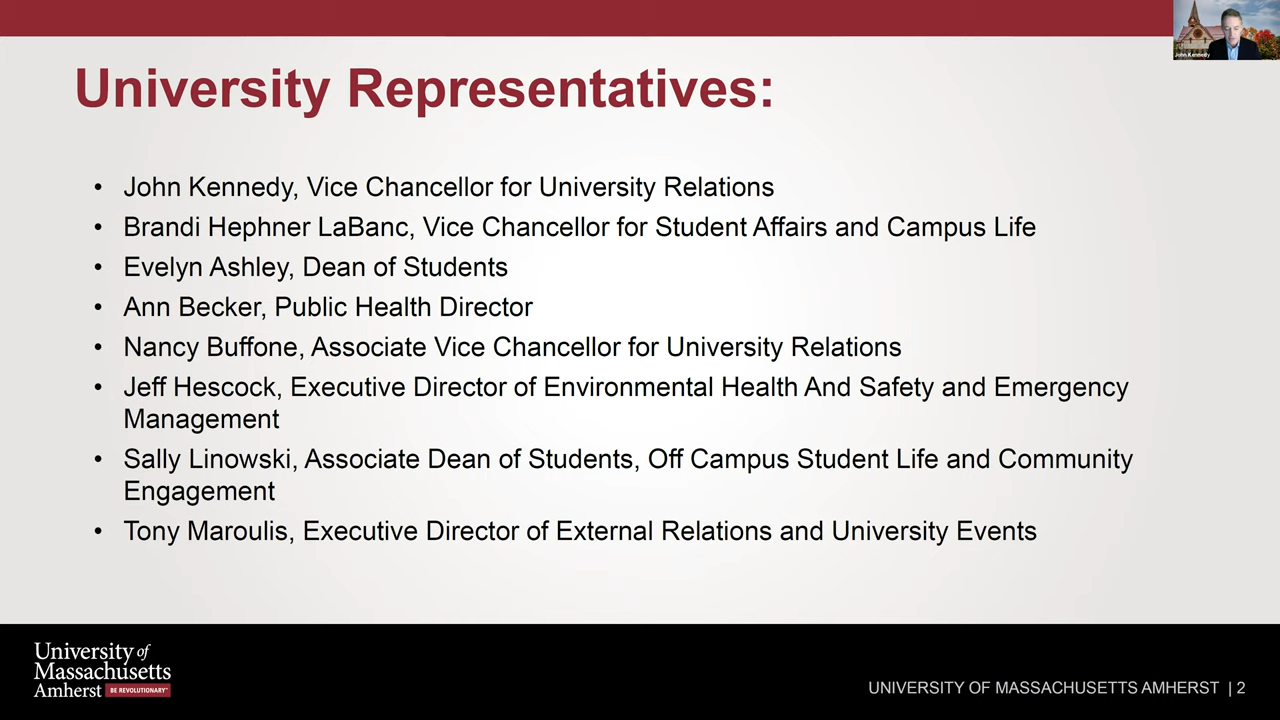 John Kennedy
University Representatives:
• John Kennedy, Vice Chancellor for University Relations
• Brandi Hephner LaBanc, Vice Chancellor for Student Affairs and Campus Life
• Evelyn Ashley, Dean of Students
• Ann Becker, Public Health Director
• Nancy Buffone, Associate Vice Chancellor for University Relations
• Jeff Hescock, Executive Director of Environmental Health And Safety and Emergency
Management
• Sally Linowski, Associate Dean of Students, Off Campus Student Life and Community
Engagement
• Tony Maroulis, Executive Director of External Relations and University Events
University of
Massachusetts
Amherst BE REVOLUTIONARY™
UNIVERSITY OF MASSACHUSETTS AMHERST | 2